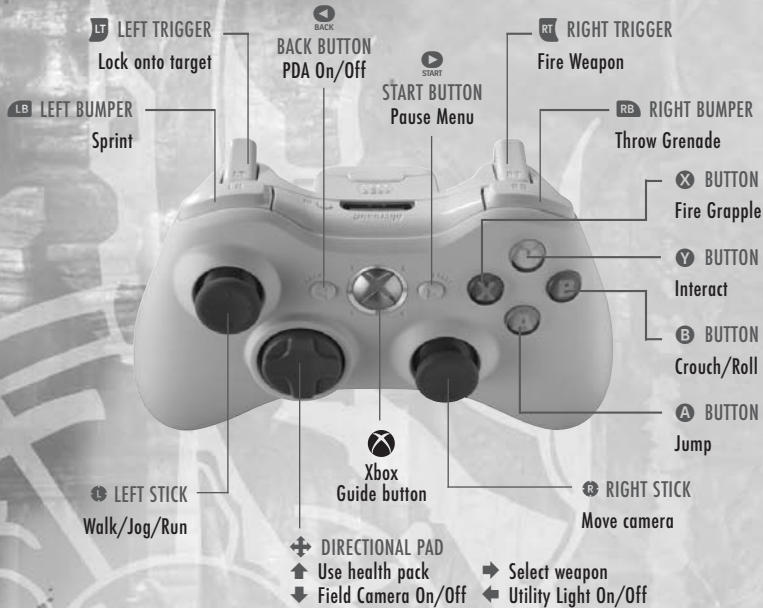 LT LEFT TRIGGER
Lock onto target
BACK
BACK BUTTON
PDA On/Off
START
START BUTTON
Pause Menu
RT RIGHT TRIGGER
Fire Weapon
LB LEFT BUMPER
Sprint
RB RIGHT BUMPER
Throw Grenade
X BUTTON
Fire Grapple
Y BUTTON
Interact
B BUTTON
Crouch/Roll
A BUTTON
Jump
Xbox
Guide button
L LEFT STICK
Walk/Jog/Run
R RIGHT STICK
Move camera
DIRECTIONAL PAD
Use health pack
Select weapon
Field Camera On/Off
Utility Light On/Off